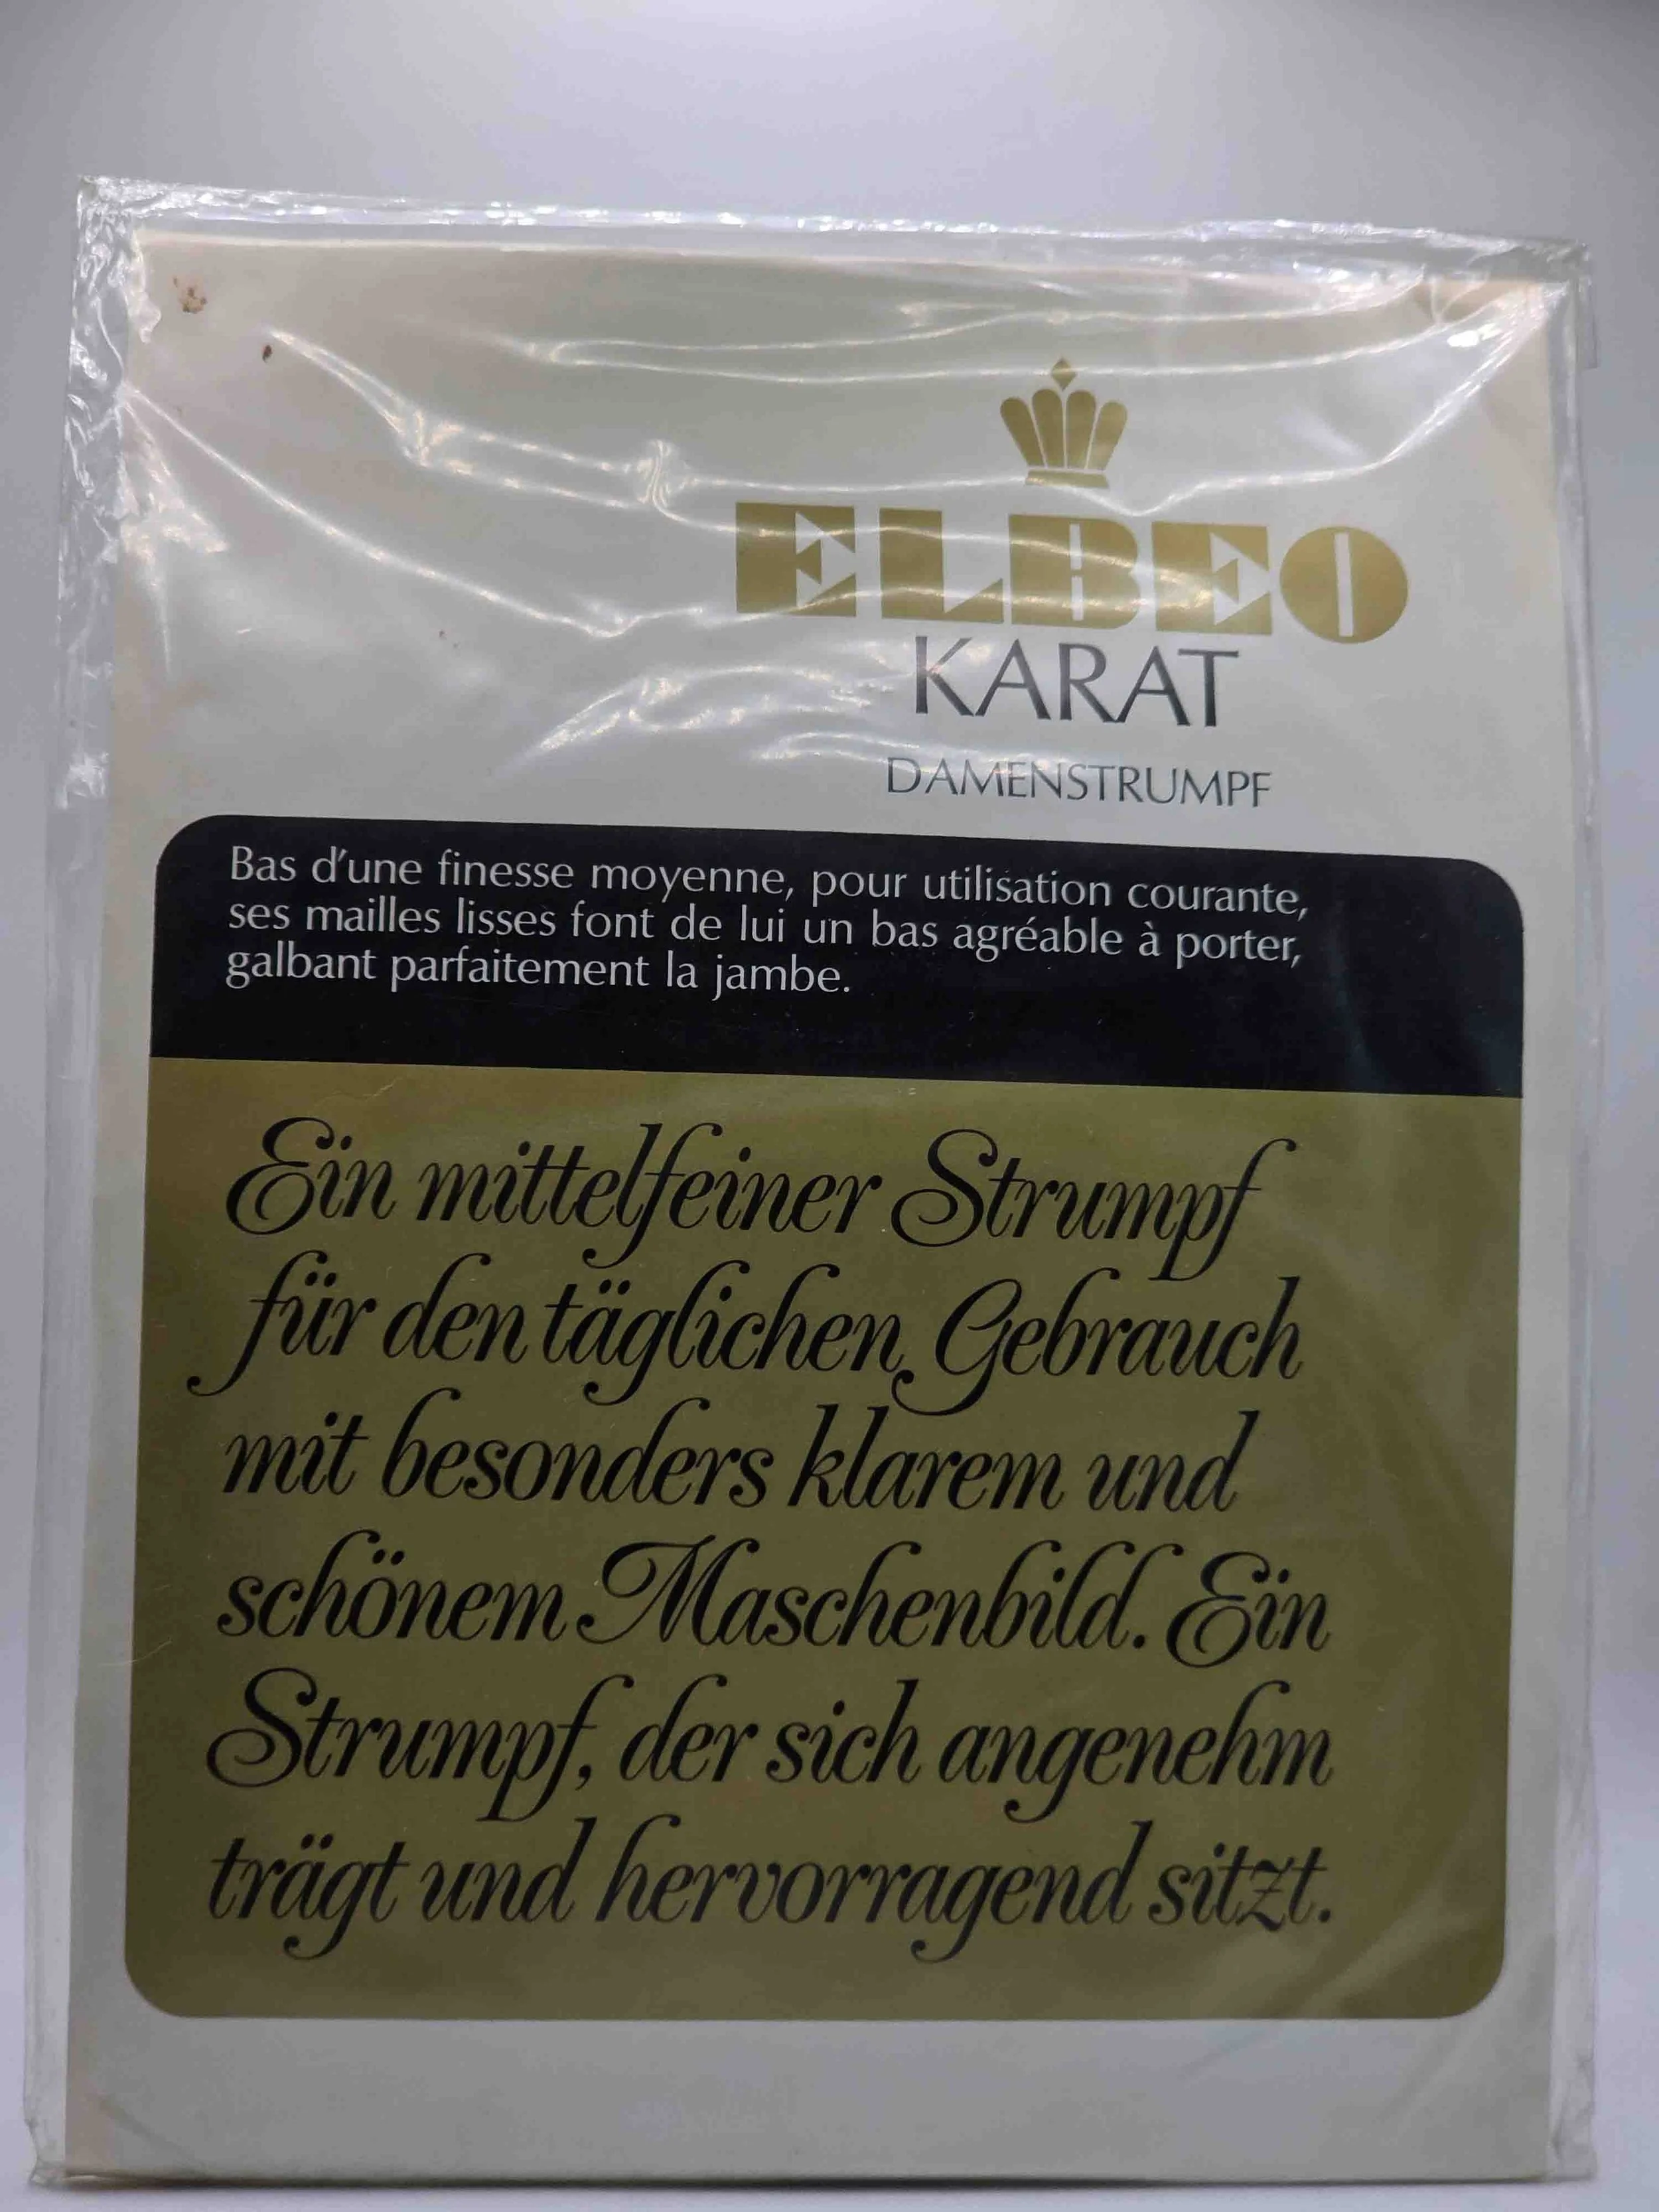 ELBEO
KARAT
DAMENSTRUMPF
Bas d'une finesse moyenne, pour utilisation courante,
ses mailles lisses font de lui un bas agréable à porter,
galbant parfaitement la jambe.
Ein mittelfeiner Strumpf
für den täglichen Gebrauch
mit besonders klarem und
schönem Maschenbild. Ein
Strumpf, der sich angenehm
trägt und hervorragend sitzt.